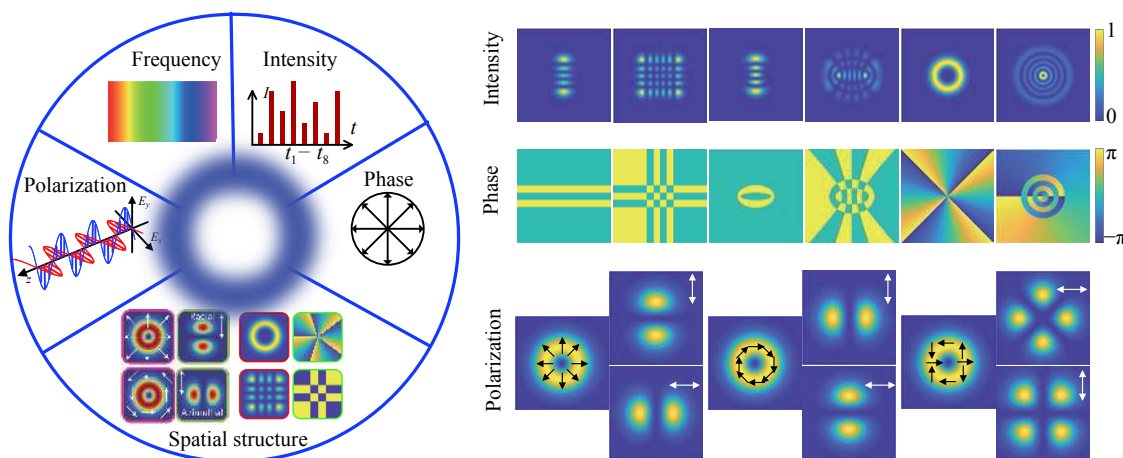 Frequency
Intensity
I
t
t1 – t8
Polarization
Ey
Ex
z
Phase
Radial
Azimuthal
Spatial structure
Intensity
1
0
Phase
π
−π
Polarization